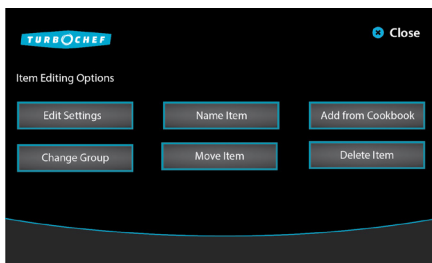 TURBOCHEF
Close
Item Editing Options
Edit Settings
Name Item
Add from Cookbook
Change Group
Move Item
Delete Item